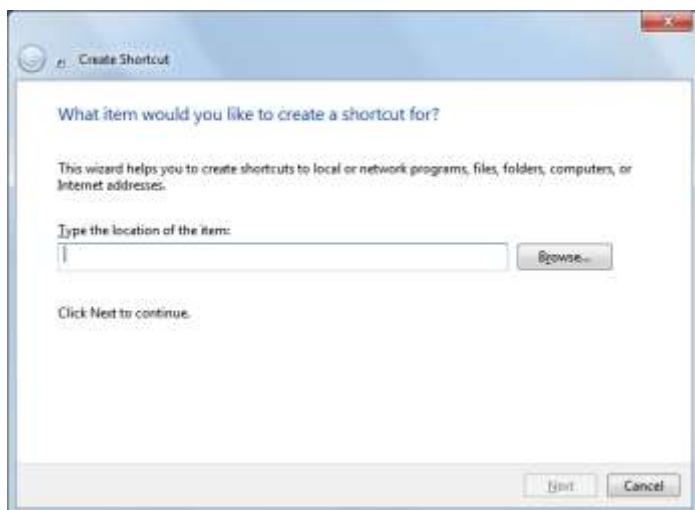 Create Shortcut
What item would you like to create a shortcut for?
This wizard helps you to create shortcuts to local or network programs, files, folders, computers, or
Internet addresses.
Type the location of the item:
Browse...
Click Next to continue.
Next
Cancel